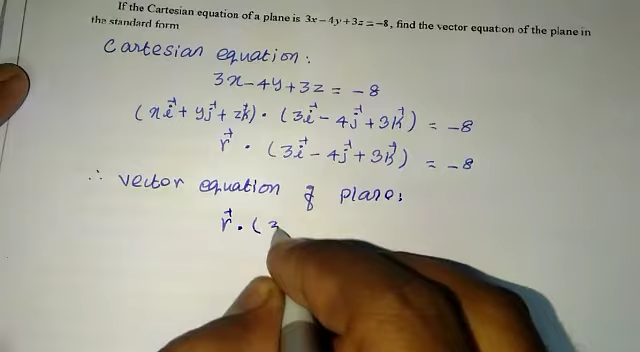 If the Cartesian equation of a plane is 3x − 4y + 3z = −8, find the vector equation of the plane in
the standard form
Cartesian equation:
3x − 4y + 3z = −8
(xi⃗ + yj⃗ + zk⃗) · (3i⃗ − 4j⃗ + 3k⃗) = −8
r⃗ · (3i⃗ − 4j⃗ + 3k⃗) = −8
∴ vector equation of plane:
r⃗ · (3